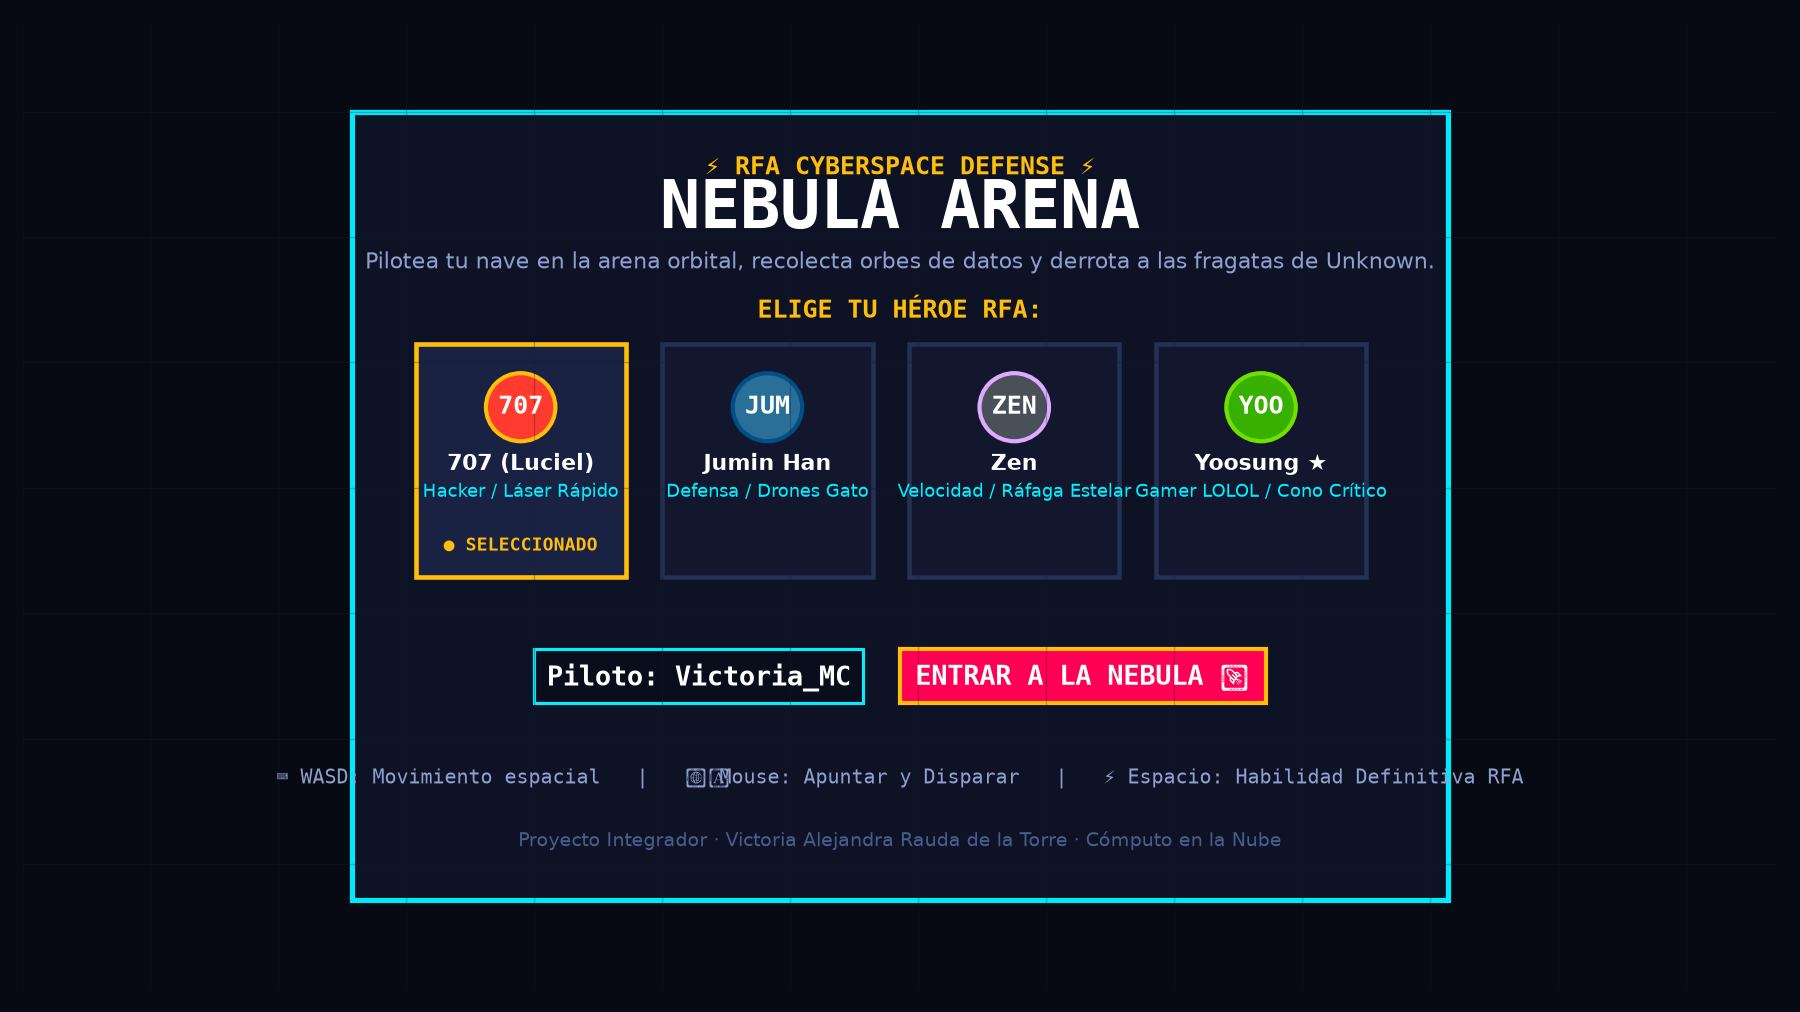 ⚡ RFA CYBERSPACE DEFENSE ⚡
NEBULA ARENA
Pilotea tu nave en la arena orbital, recolecta orbes de datos y derrota a las fragatas de Unknown.
ELIGE TU HÉROE RFA:
707
707 (Luciel)
Hacker / Láser Rápido
● SELECCIONADO
JUM
Jumin Han
Defensa / Drones Gato
ZEN
Zen
Velocidad / Ráfaga Estelar
YOO
Yoosung ★
Gamer LOLOL / Cono Crítico
Piloto: Victoria_MC
ENTRAR A LA NEBULA
⌨ WASD: Movimiento espacial | Mouse: Apuntar y Disparar | ⚡ Espacio: Habilidad Definitiva RFA
Proyecto Integrador · Victoria Alejandra Rauda de la Torre · Cómputo en la Nube